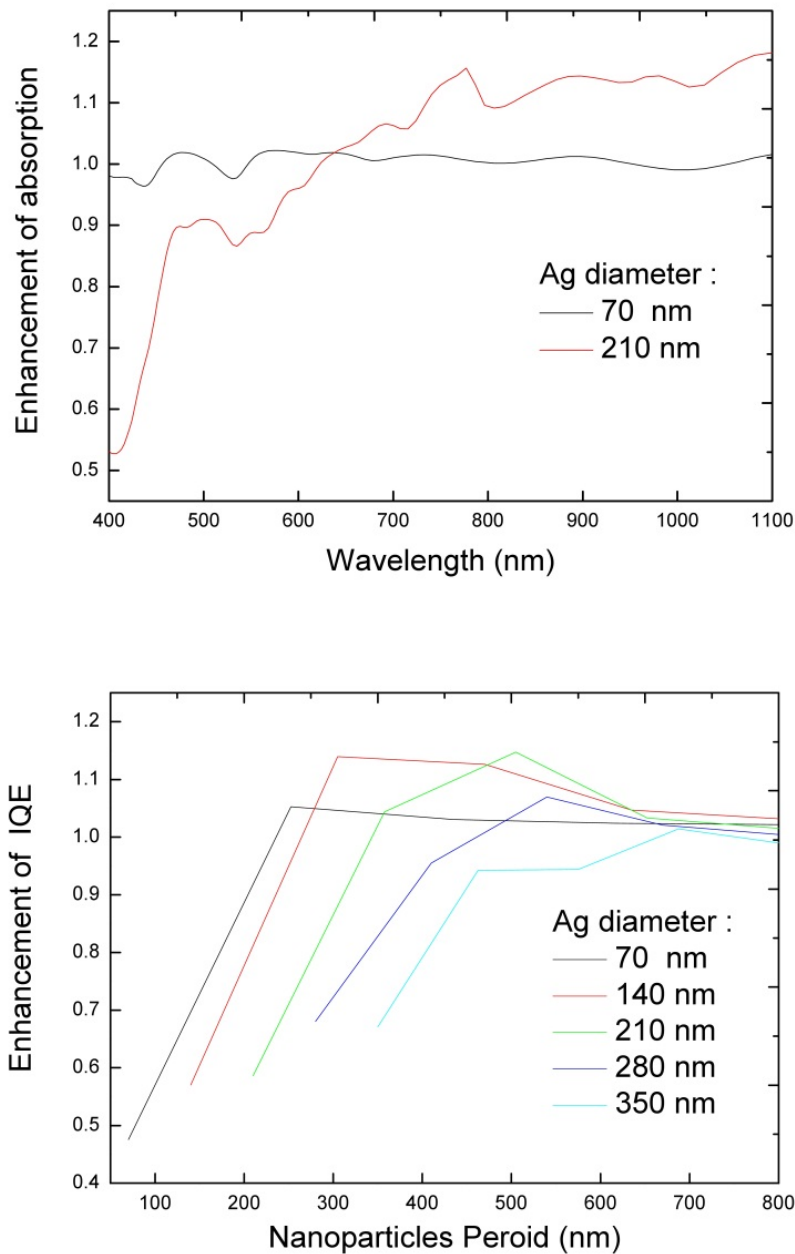 1.2
1.1
1.0
0.9
0.8
0.7
0.6
0.5
Enhancement of absorption
Ag diameter :
70 nm
210 nm
400 500 600 700 800 900 1000 1100
Wavelength (nm)
1.2
1.1
1.0
0.9
0.8
0.7
0.6
0.5
0.4
Enhancement of IQE
Ag diameter :
70 nm
140 nm
210 nm
280 nm
350 nm
100 200 300 400 500 600 700 800
Nanoparticles Peroid (nm)